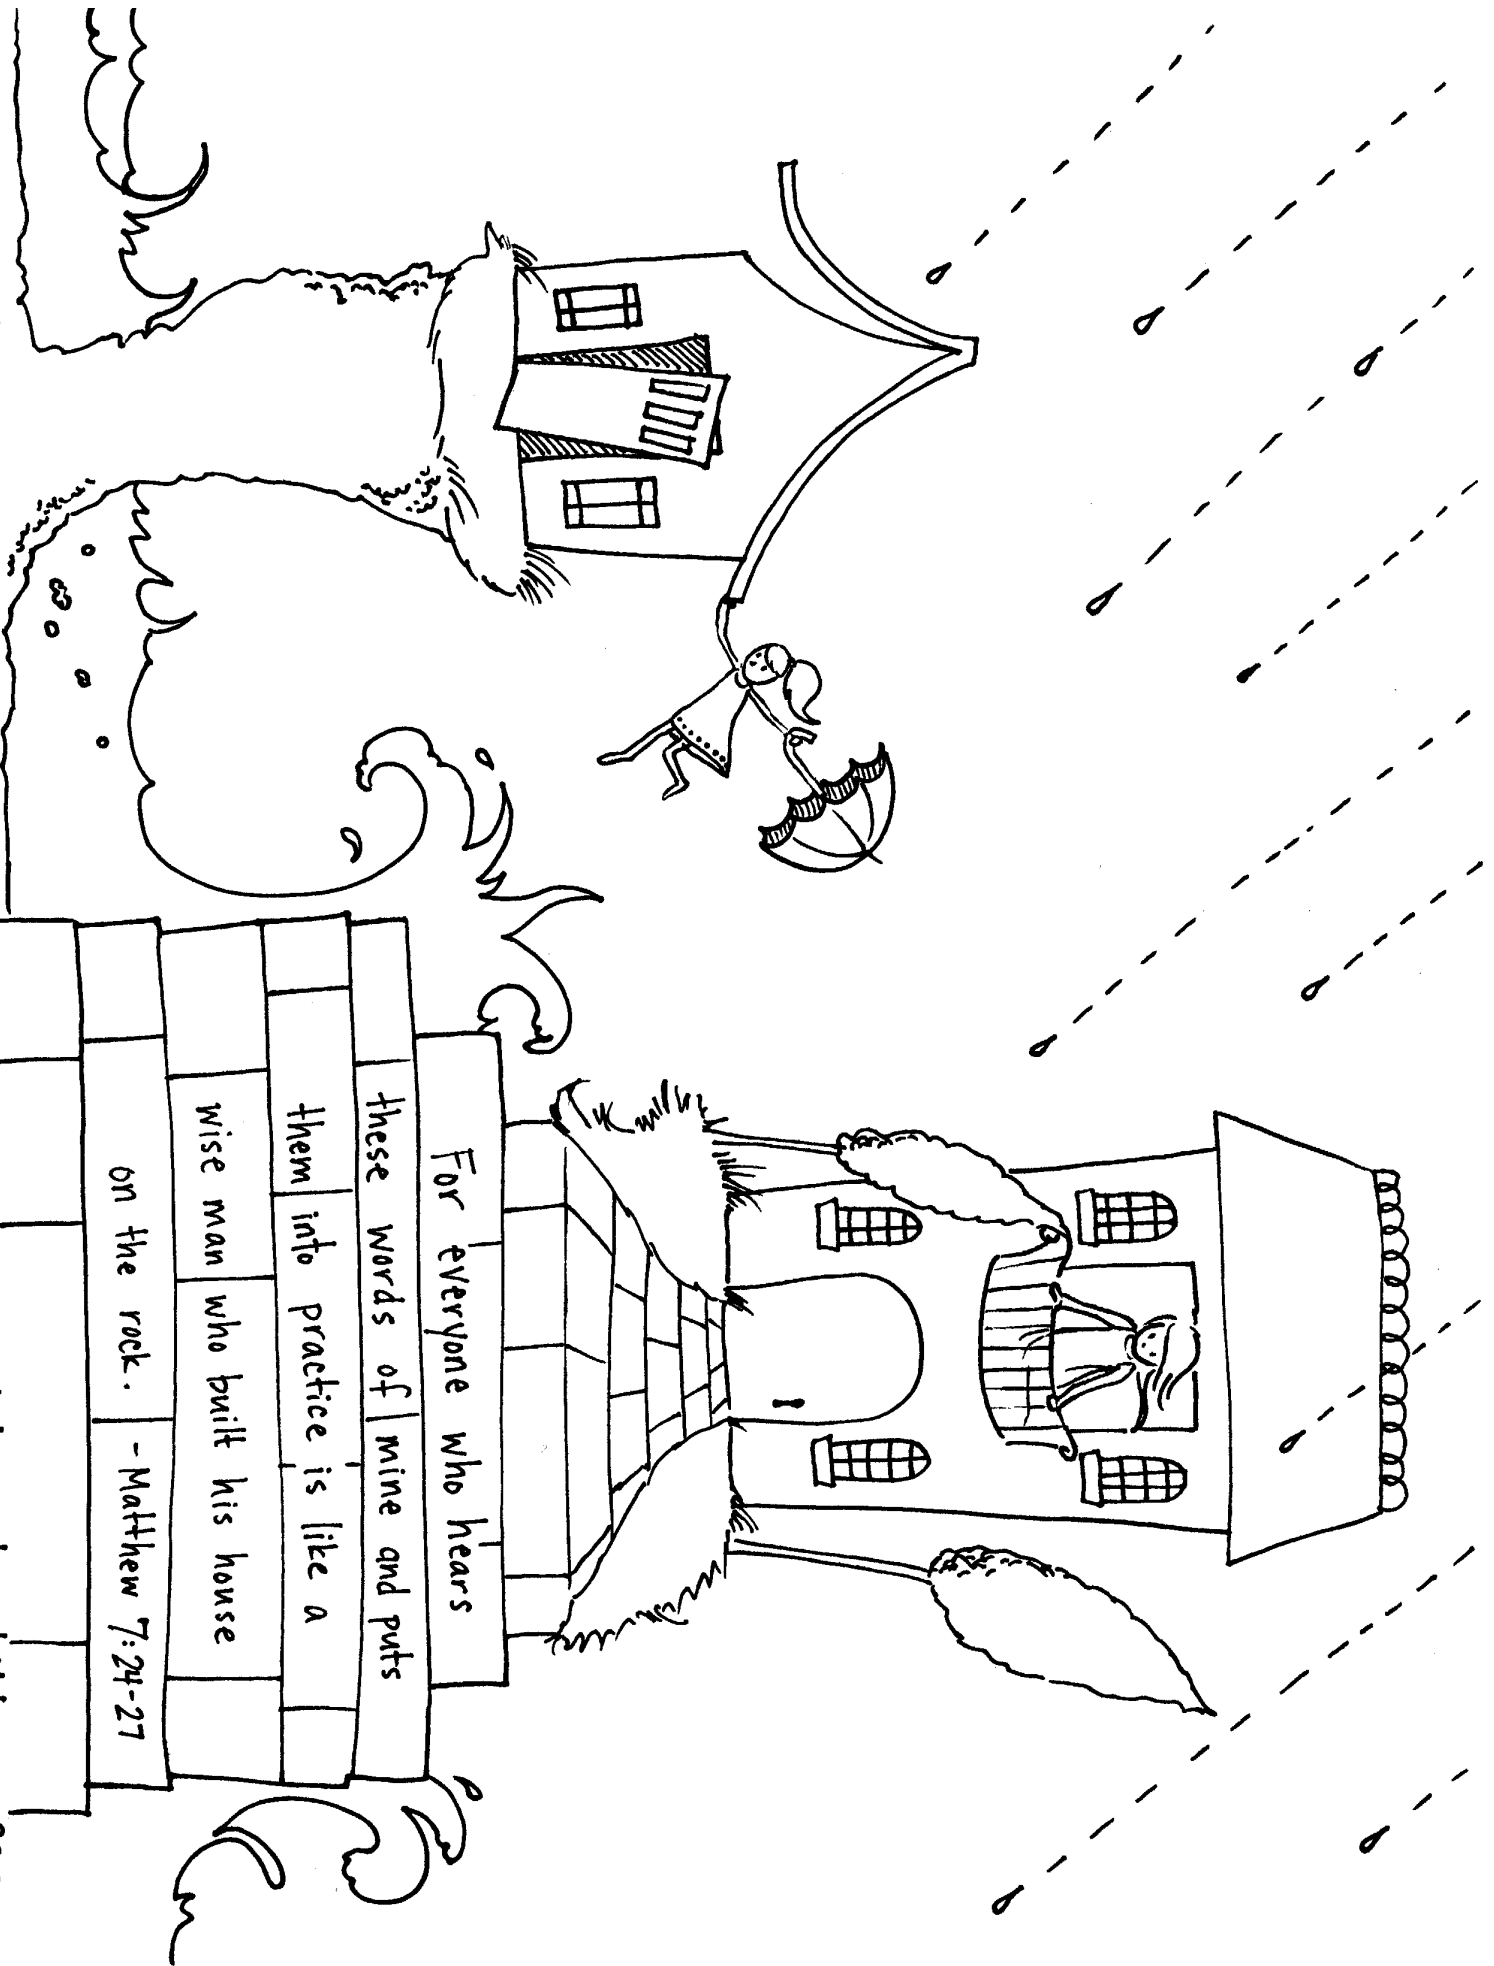 For everyone who hears
these words of mine and puts
them into practice is like a
wise man who built his house
on the rock. - Matthew 7:24-27